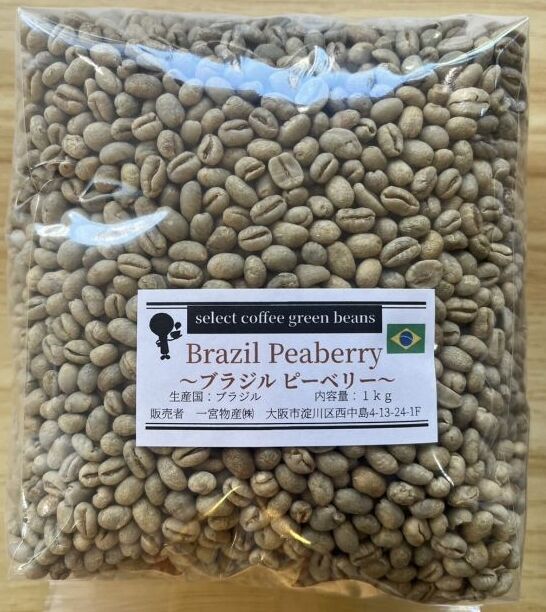 select coffee green beans
Brazil Peaberry
～ブラジル ピーベリー～
生産国：ブラジル 内容量：１ｋｇ
販売者 一宮物産㈱ 大阪市淀川区西中島4-13-24-1F